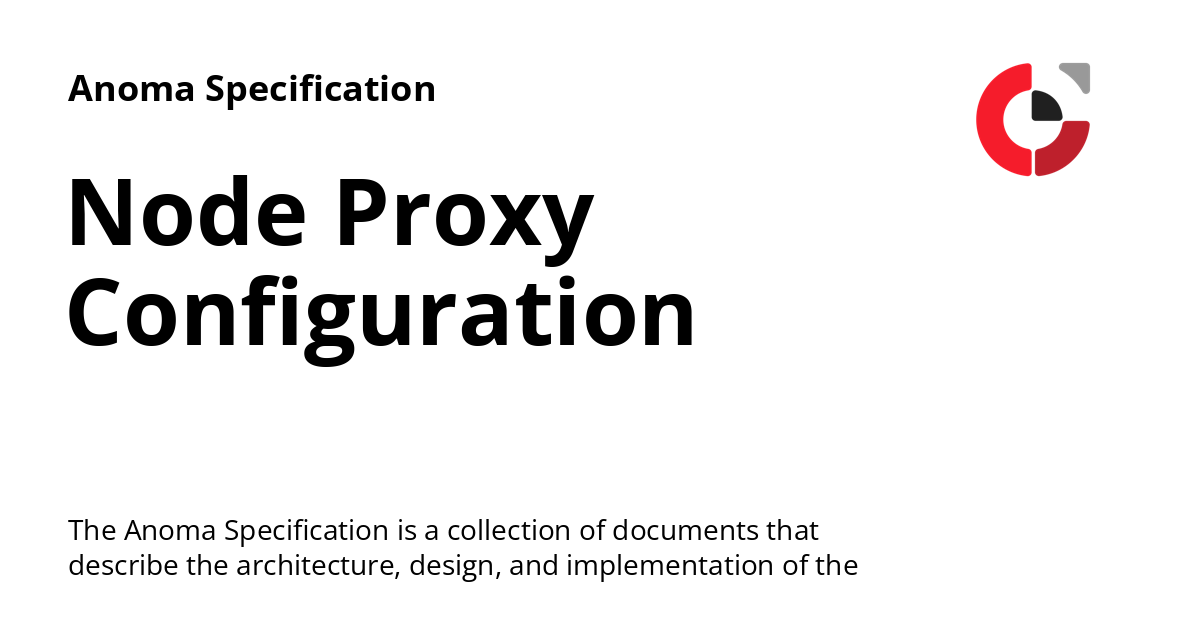 Anoma Specification
Node Proxy
Configuration
The Anoma Specification is a collection of documents that
describe the architecture, design, and implementation of the